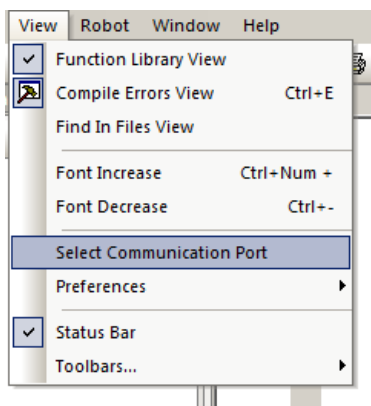 View Robot Window Help
Function Library View
Compile Errors View Ctrl+E
Find In Files View
Font Increase Ctrl+Num +
Font Decrease Ctrl+-
Select Communication Port
Preferences
Status Bar
Toolbars...